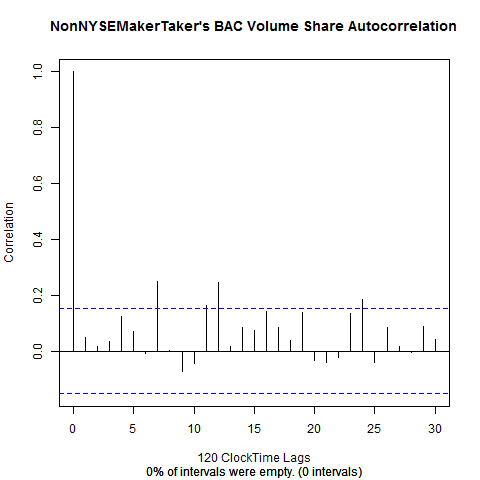 NonNYSEMakerTaker's BAC Volume Share Autocorrelation
Correlation
1.0
0.8
0.6
0.4
0.2
0.0
0 5 10 15 20 25 30
120 ClockTime Lags
0% of intervals were empty. (0 intervals)